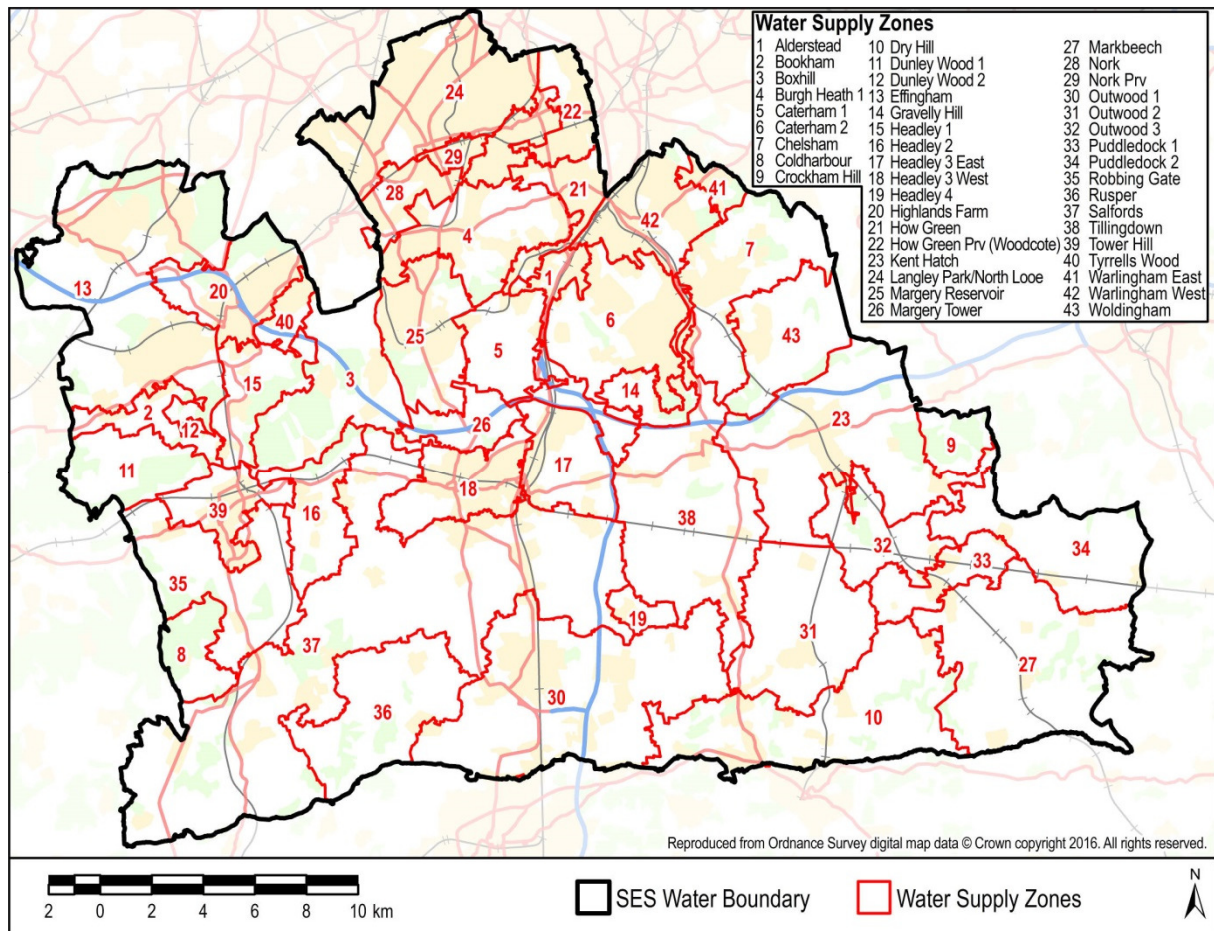 Water Supply Zones
1 Alderstead
2 Bookham
3 Boxhill
4 Burgh Heath 1
5 Caterham 1
6 Caterham 2
7 Chelsham
8 Coldharbour
9 Crockham Hill
10 Dry Hill
11 Dunley Wood 1
12 Dunley Wood 2
13 Effingham
14 Gravelly Hill
15 Headley 1
16 Headley 2
17 Headley 3 East
18 Headley 3 West
19 Headley 4
20 Highlands Farm
21 How Green
22 How Green Prv (Woodcote)
23 Kent Hatch
24 Langley Park/North Looe
25 Margery Reservoir
26 Margery Tower
27 Markbeech
28 Nork
29 Nork Prv
30 Outwood 1
31 Outwood 2
32 Outwood 3
33 Puddledock 1
34 Puddledock 2
35 Robbing Gate
36 Rusper
37 Salfords
38 Tillingdown
39 Tower Hill
40 Tyrrells Wood
41 Warlingham East
42 Warlingham West
43 Woldingham
24
22
29
28
21
41
42
4
7
13
1
20
6
40
25
43
5
3
15
14
2
26
23
12
9
11
17
18
16
39
38
32
34
33
35
19
37
31
8
27
30
36
10
Reproduced from Ordnance Survey digital map data © Crown copyright 2016. All rights reserved.
2 0 2 4 6 8 10 km
SES Water Boundary
Water Supply Zones
N